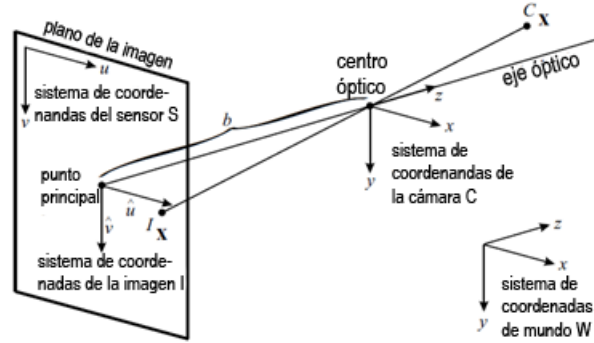 plano de la imagen
u
sistema de coorde-
nandas del sensor S
v
b
centro
óptico
C X
eje óptico
z
x
y
sistema de
coordenandas de
la cámara C
punto
principal
û
v̂
I X
sistema de coorde-
nadas de la imagen I
z
x
y
sistema de
coordenadas
de mundo W